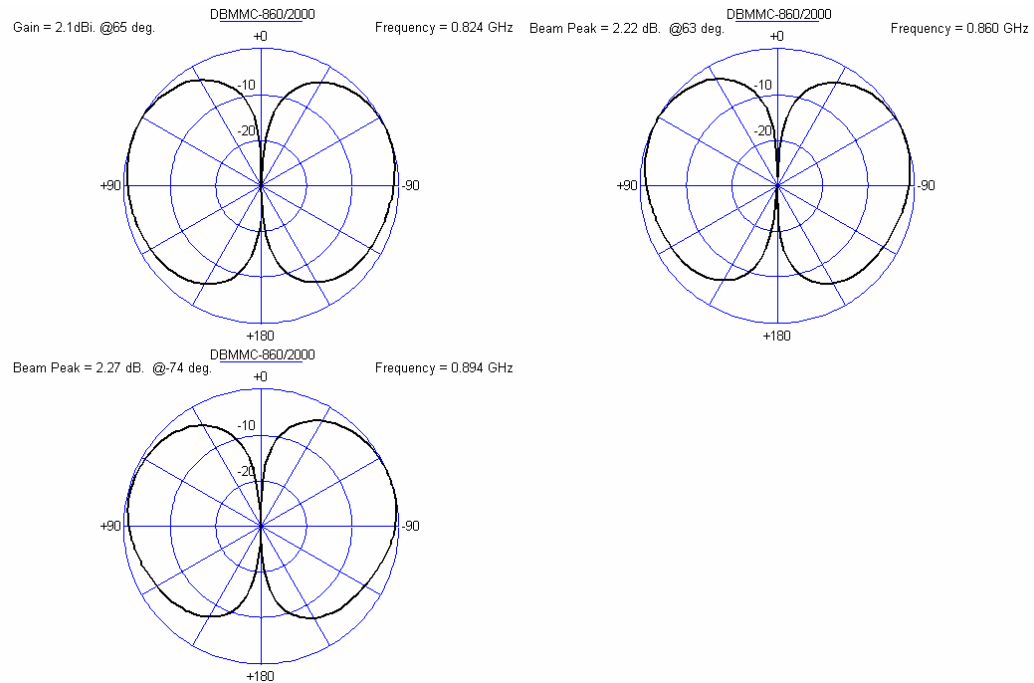 DBMMC-860/2000
Gain = 2.1dBi. @65 deg.
Frequency = 0.824 GHz
+0
-10
-20
+90
-90
+180
DBMMC-860/2000
Beam Peak = 2.22 dB. @63 deg.
Frequency = 0.860 GHz
+0
-10
-20
+90
-90
+180
DBMMC-860/2000
Beam Peak = 2.27 dB. @-74 deg.
Frequency = 0.894 GHz
+0
-10
-20
+90
-90
+180